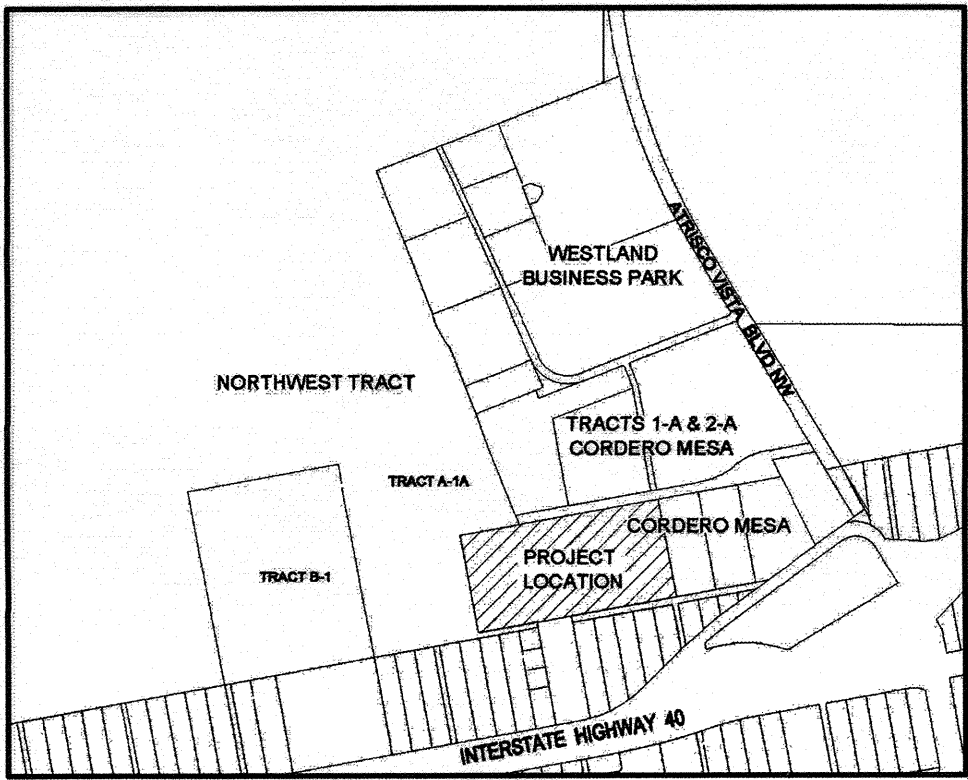 WESTLAND
BUSINESS PARK
ATRISCO VISTA BLVD NW
NORTHWEST TRACT
TRACTS 1-A & 2-A
CORDERO MESA
TRACT A-1A
CORDERO MESA
PROJECT
LOCATION
TRACT B-1
INTERSTATE HIGHWAY 40